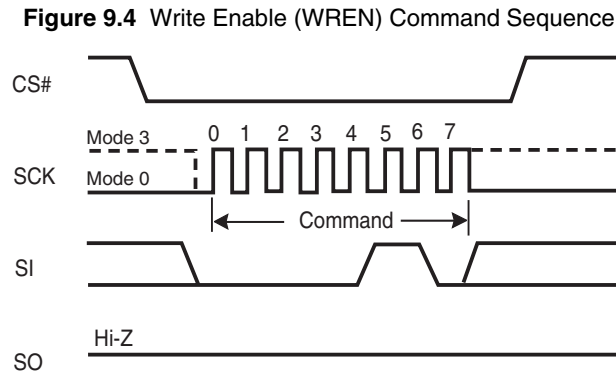 Figure 9.4 Write Enable (WREN) Command Sequence
CS#
Mode 3
0 1 2 3 4 5 6 7
SCK
Mode 0
Command
SI
Hi-Z
SO